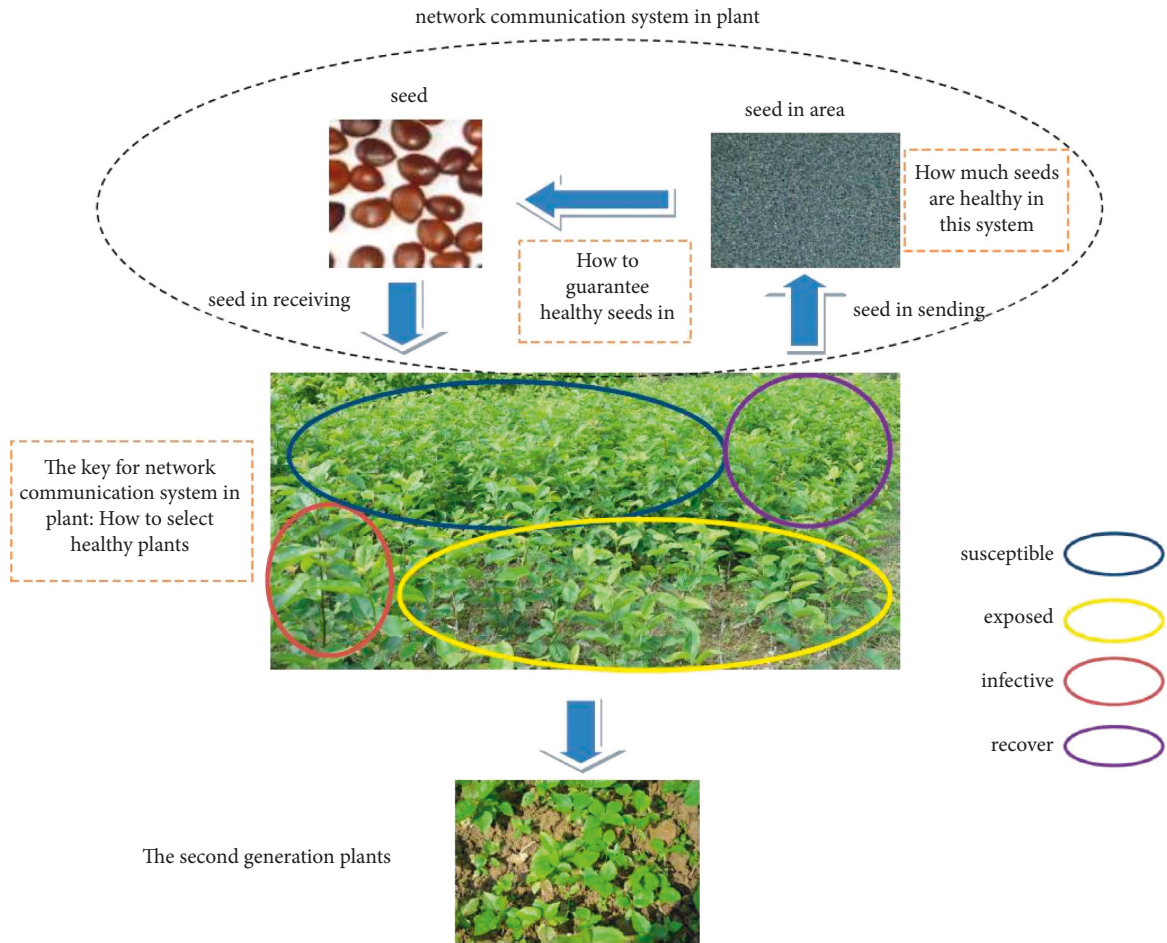 network communication system in plant
seed
seed in area
How much seeds
are healthy in
this system
How to
guarantee
healthy seeds in
seed in receiving
seed in sending
The key for network
communication system in
plant: How to select
healthy plants
susceptible
exposed
infective
recover
The second generation plants